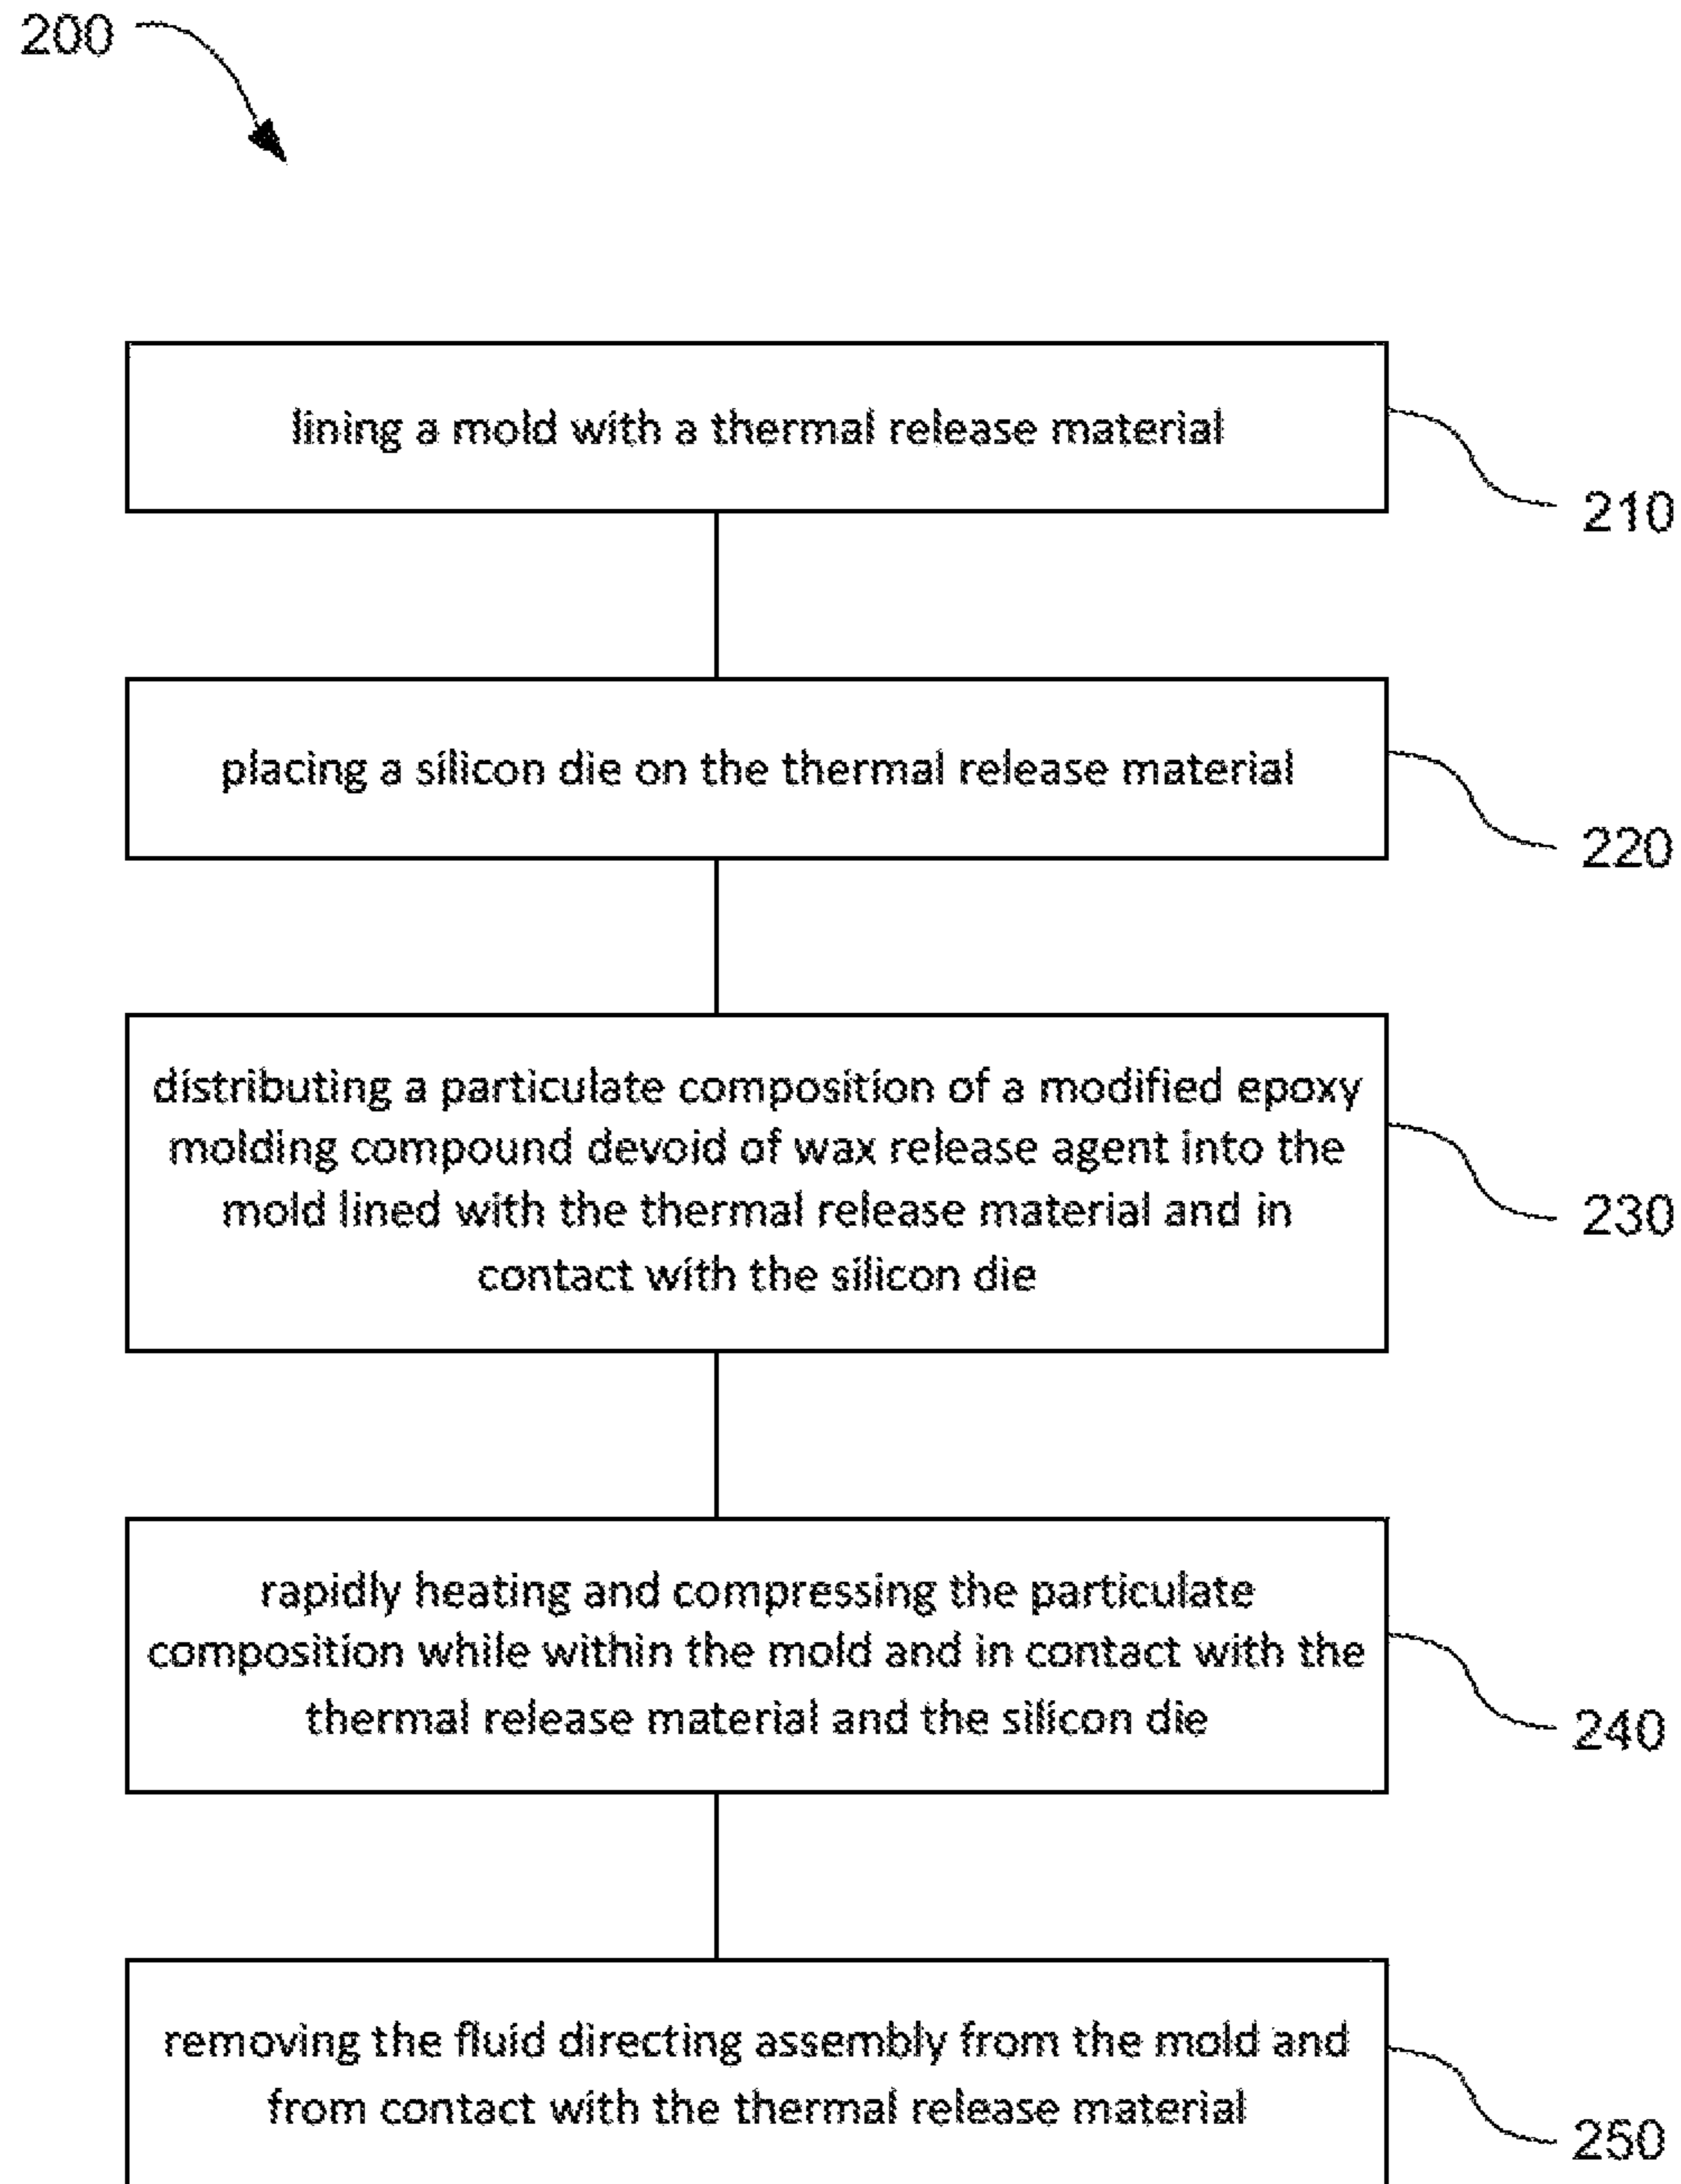 200
lining a mold with a thermal release material
210
placing a silicon die on the thermal release material
220
distributing a particulate composition of a modified epoxy
molding compound devoid of wax release agent into the
mold lined with the thermal release material and in
contact with the silicon die
230
rapidly heating and compressing the particulate
composition while within the mold and in contact with the
thermal release material and the silicon die
240
removing the fluid directing assembly from the mold and
from contact with the thermal release material
250